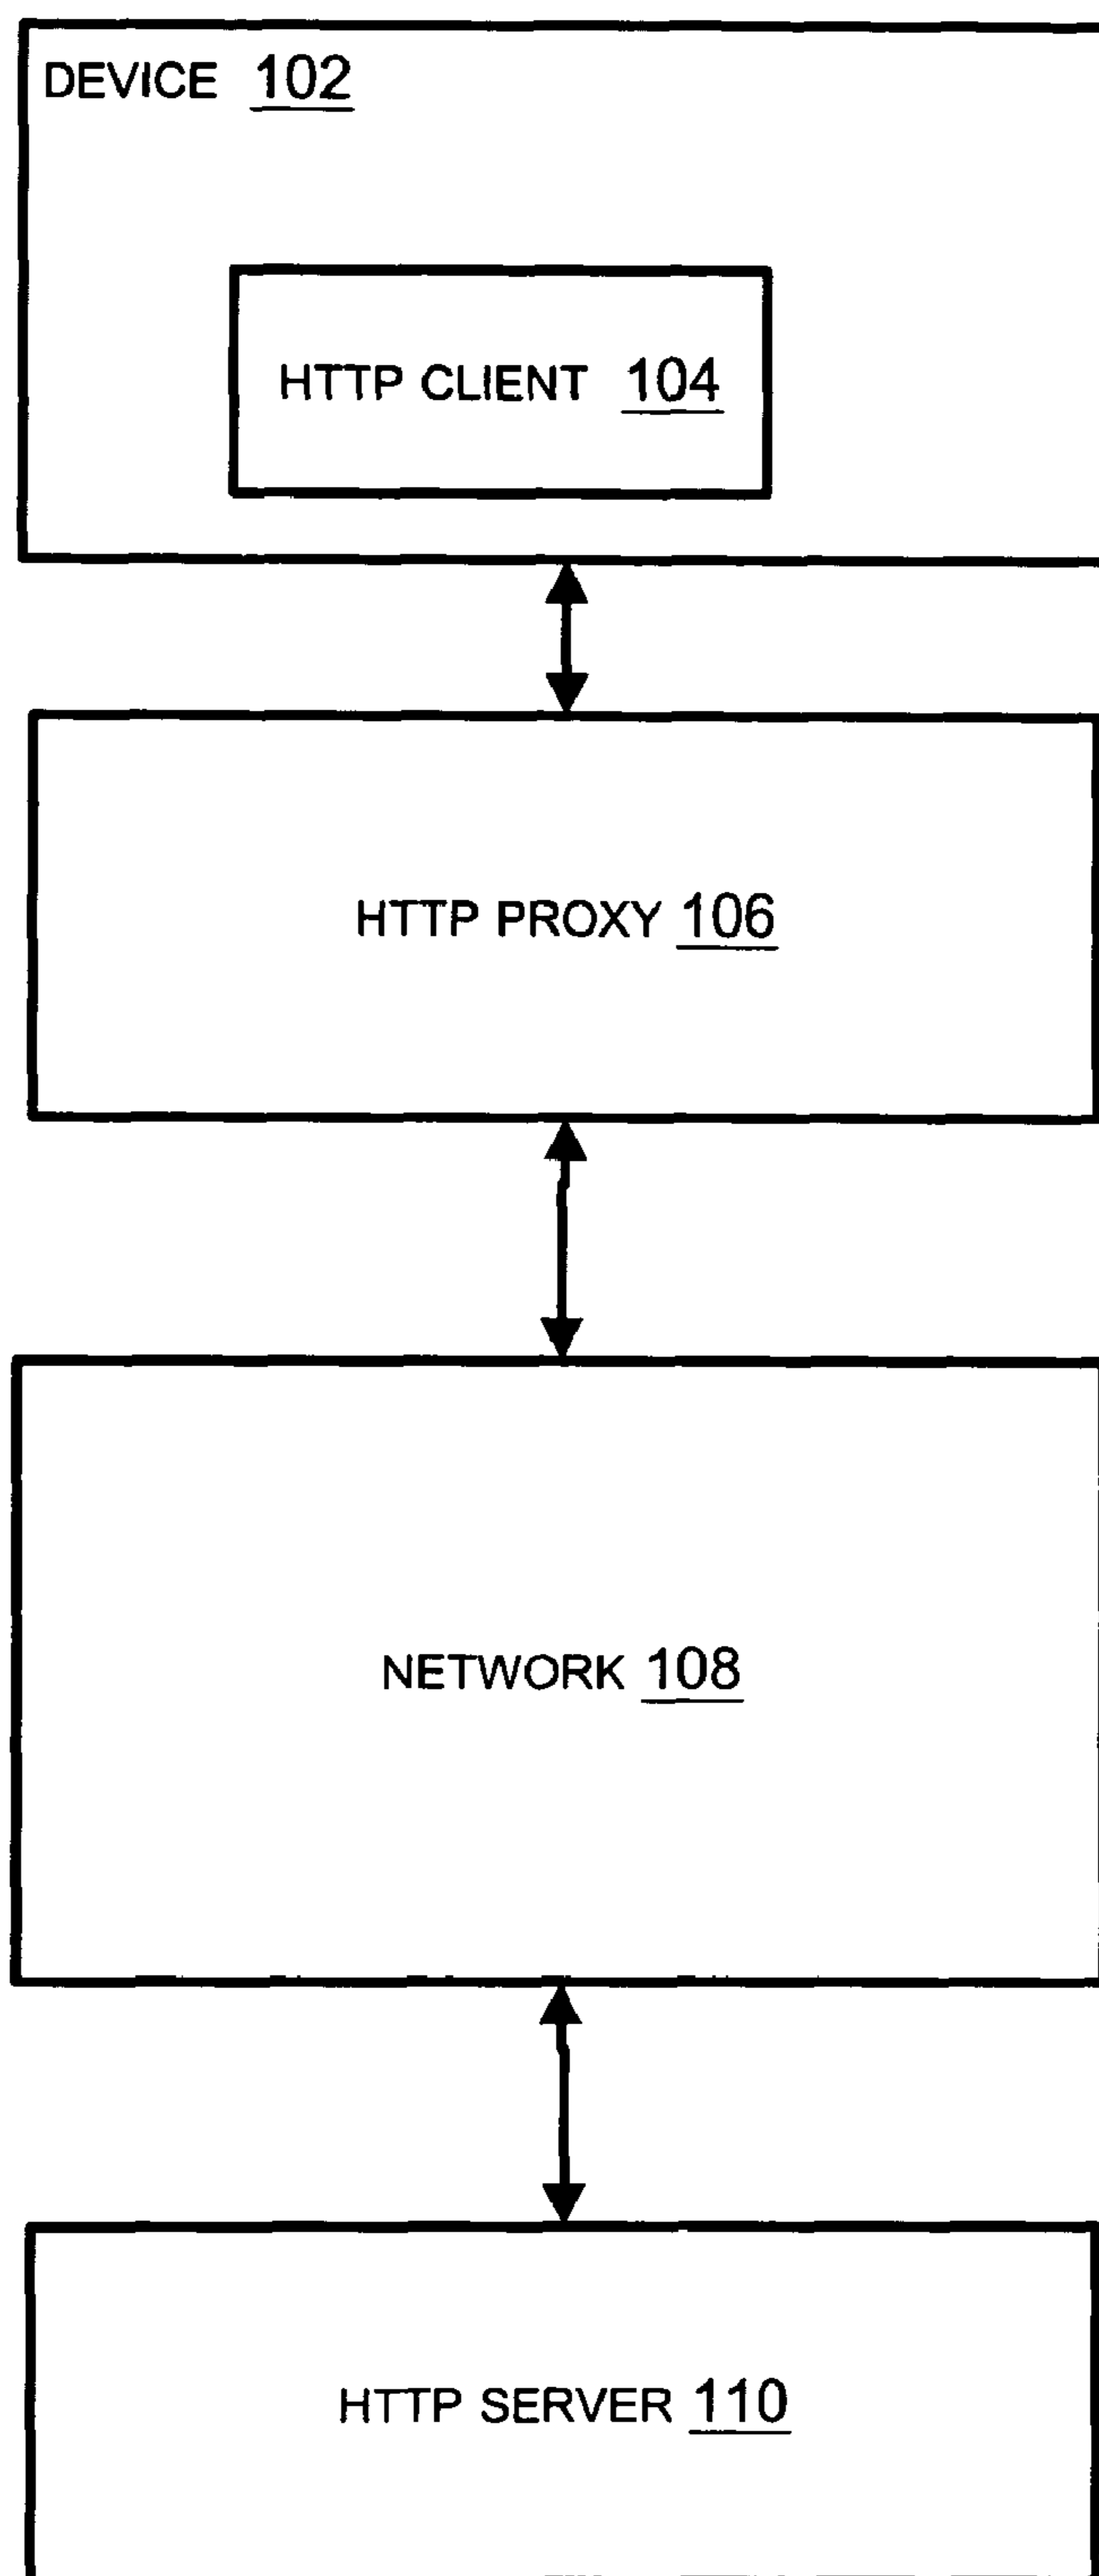 DEVICE 102
HTTP CLIENT 104
HTTP PROXY 106
NETWORK 108
HTTP SERVER 110